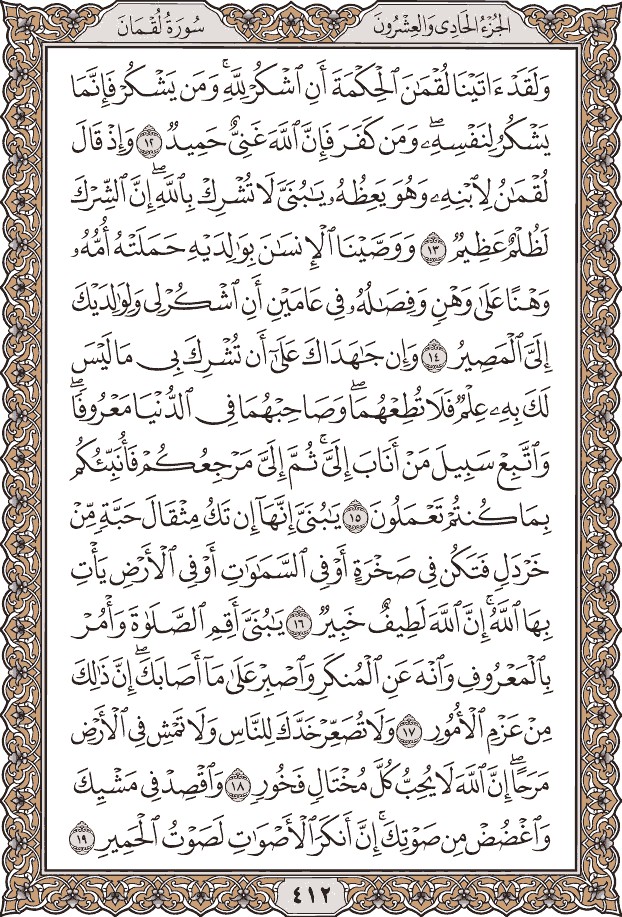 الجُزْءُ الحَادِى وَالعِشْرُونَ
سُورَةُ لُقْمَانَ
وَلَقَدْ ءَاتَيْنَا لُقْمَٰنَ ٱلْحِكْمَةَ أَنِ ٱشْكُرْ لِلَّهِۚ وَمَن يَشْكُرْ فَإِنَّمَا
يَشْكُرُ لِنَفْسِهِۦۖ وَمَن كَفَرَ فَإِنَّ ٱللَّهَ غَنِىٌّ حَمِيدٌ ١٢ وَإِذْ قَالَ
لُقْمَٰنُ لِٱبْنِهِۦ وَهُوَ يَعِظُهُۥ يَٰبُنَىَّ لَا تُشْرِكْ بِٱللَّهِۖ إِنَّ ٱلشِّرْكَ
لَظُلْمٌ عَظِيمٌ ١٣ وَوَصَّيْنَا ٱلْإِنسَٰنَ بِوَٰلِدَيْهِ حَمَلَتْهُ أُمُّهُۥ
وَهْنًا عَلَىٰ وَهْنٍ وَفِصَٰلُهُۥ فِى عَامَيْنِ أَنِ ٱشْكُرْ لِى وَلِوَٰلِدَيْكَ
إِلَىَّ ٱلْمَصِيرُ ١٤ وَإِن جَٰهَدَاكَ عَلَىٰٓ أَن تُشْرِكَ بِى مَا لَيْسَ
لَكَ بِهِۦ عِلْمٌ فَلَا تُطِعْهُمَاۖ وَصَاحِبْهُمَا فِى ٱلدُّنْيَا مَعْرُوفًاۖ
وَٱتَّبِعْ سَبِيلَ مَنْ أَنَابَ إِلَىَّۚ ثُمَّ إِلَىَّ مَرْجِعُكُمْ فَأُنَبِّئُكُم
بِمَا كُنتُمْ تَعْمَلُونَ ١٥ يَٰبُنَىَّ إِنَّهَآ إِن تَكُ مِثْقَالَ حَبَّةٍ مِّنْ
خَرْدَلٍ فَتَكُن فِى صَخْرَةٍ أَوْ فِى ٱلسَّمَٰوَٰتِ أَوْ فِى ٱلْأَرْضِ يَأْتِ
بِهَا ٱللَّهُۚ إِنَّ ٱللَّهَ لَطِيفٌ خَبِيرٌ ١٦ يَٰبُنَىَّ أَقِمِ ٱلصَّلَوٰةَ وَأْمُرْ
بِٱلْمَعْرُوفِ وَٱنْهَ عَنِ ٱلْمُنكَرِ وَٱصْبِرْ عَلَىٰ مَآ أَصَابَكَۖ إِنَّ ذَٰلِكَ
مِنْ عَزْمِ ٱلْأُمُورِ ١٧ وَلَا تُصَعِّرْ خَدَّكَ لِلنَّاسِ وَلَا تَمْشِ فِى ٱلْأَرْضِ
مَرَحًاۖ إِنَّ ٱللَّهَ لَا يُحِبُّ كُلَّ مُخْتَالٍ فَخُورٍ ١٨ وَٱقْصِدْ فِى مَشْيِكَ
وَٱغْضُضْ مِن صَوْتِكَۚ إِنَّ أَنكَرَ ٱلْأَصْوَٰتِ لَصَوْتُ ٱلْحَمِيرِ ١٩
٤١٢